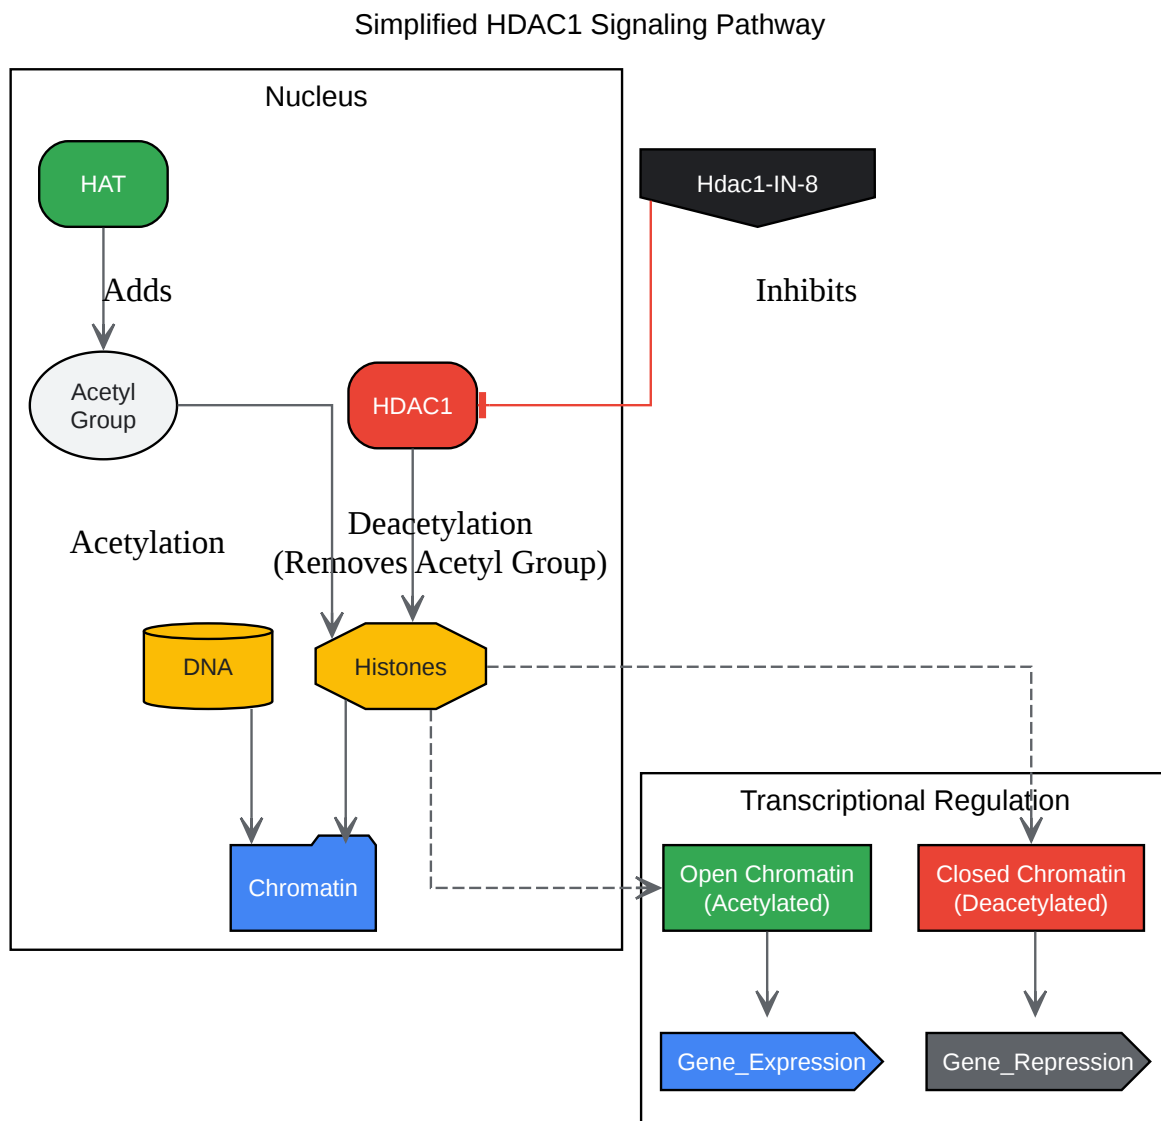 Simplified HDAC1 Signaling Pathway
Nucleus
HAT
Hdac1-IN-8
Adds
Inhibits
Acetyl
Group
HDAC1
Acetylation
Deacetylation
(Removes Acetyl Group)
DNA
Histones
Transcriptional Regulation
Chromatin
Open Chromatin
(Acetylated)
Closed Chromatin
(Deacetylated)
Gene_Expression
Gene_Repression